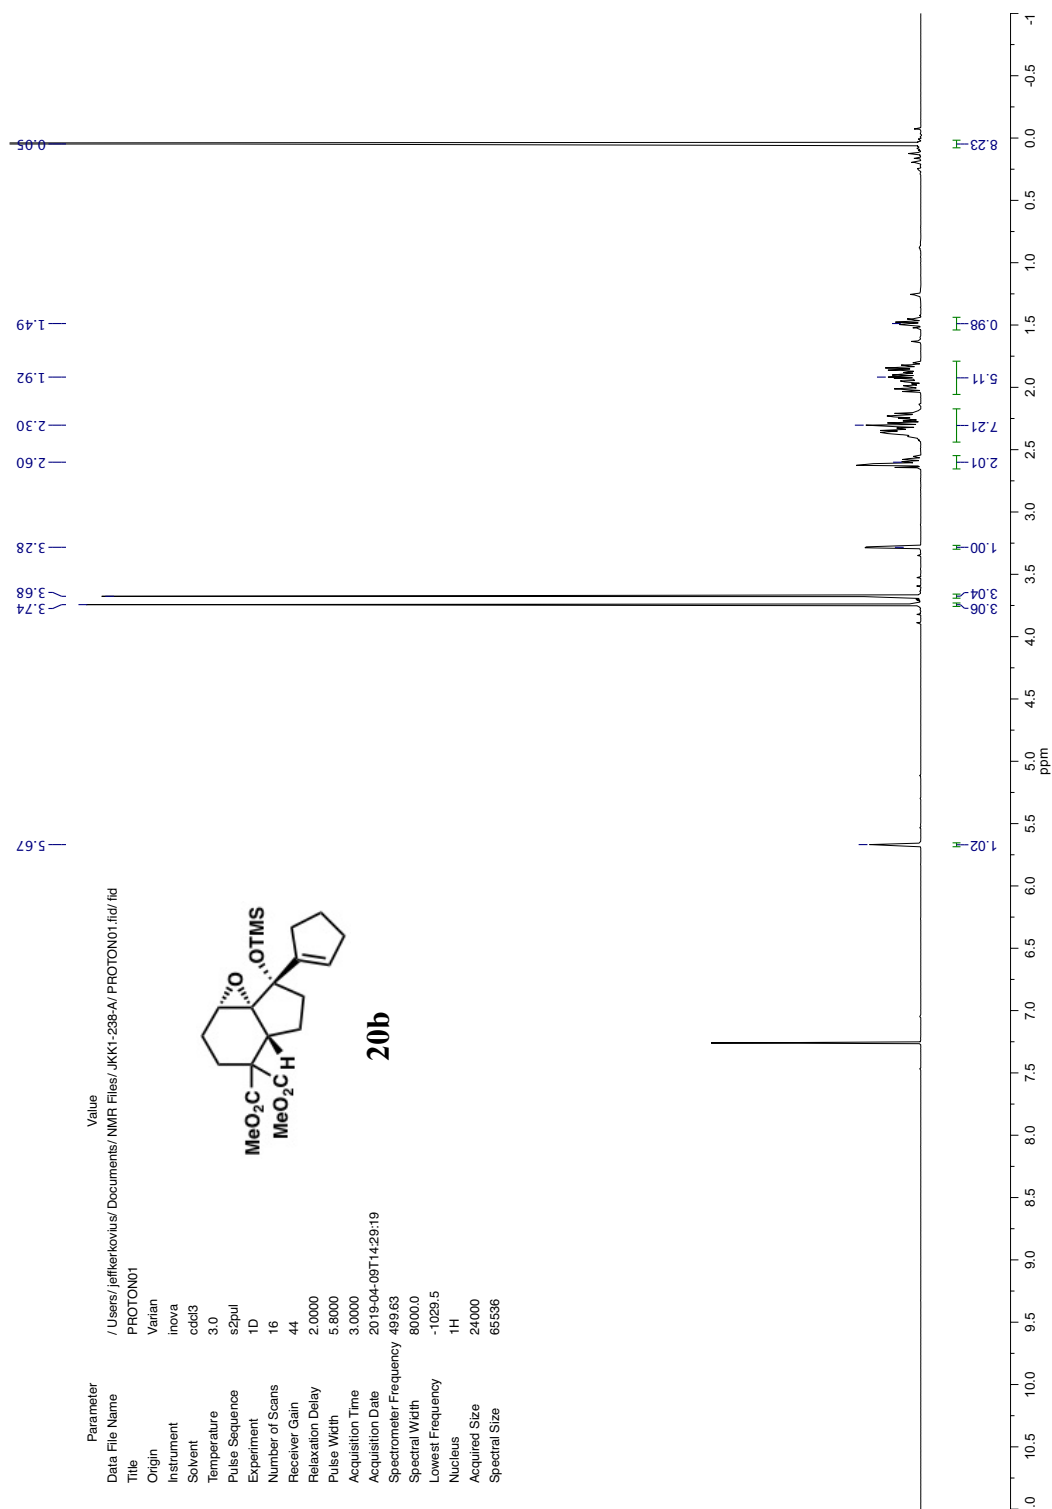 Parameter Value
Data File Name / Users/ jeffkerkovius/ Documents/ NMR Files/ JKK1-238-A/ PROTON01.fid/ fid
Title PROTON01
Origin Varian
Instrument inova
Solvent cdcl3
Temperature 3.0
Pulse Sequence s2pul
Experiment 1D
Number of Scans 16
Receiver Gain 44
Relaxation Delay 2.0000
Pulse Width 5.8000
Acquisition Time 3.0000
Acquisition Date 2019-04-09T14:29:19
Spectrometer Frequency 499.63
Spectral Width 8000.0
Lowest Frequency -1029.5
Nucleus 1H
Acquired Size 24000
Spectral Size 65536
O
OTMS
MeO2C
MeO2C
H
20b
5.67
3.74
3.68
3.28
2.60
2.30
1.92
1.49
0.05
1.02
3.06
3.04
1.00
2.01
7.21
5.11
0.98
8.23
.0 10.5 10.0 9.5 9.0 8.5 8.0 7.5 7.0 6.5 6.0 5.5 5.0 4.5 4.0 3.5 3.0 2.5 2.0 1.5 1.0 0.5 0.0 -0.5 -1
ppm